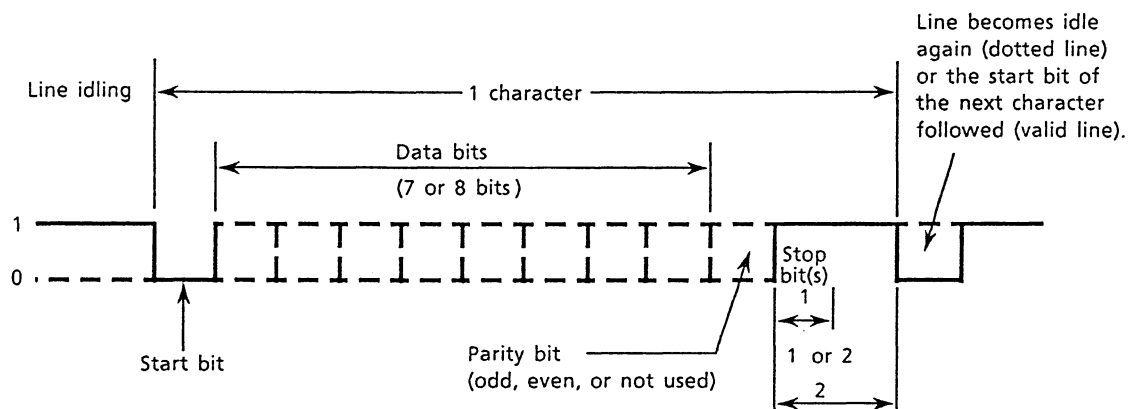 Line becomes idle
again (dotted line)
or the start bit of
the next character
followed (valid line).
Line idling
1 character
Data bits
(7 or 8 bits)
1
0
Stop
bit(s)
1
Start bit
Parity bit
(odd, even, or not used)
1 or 2
2